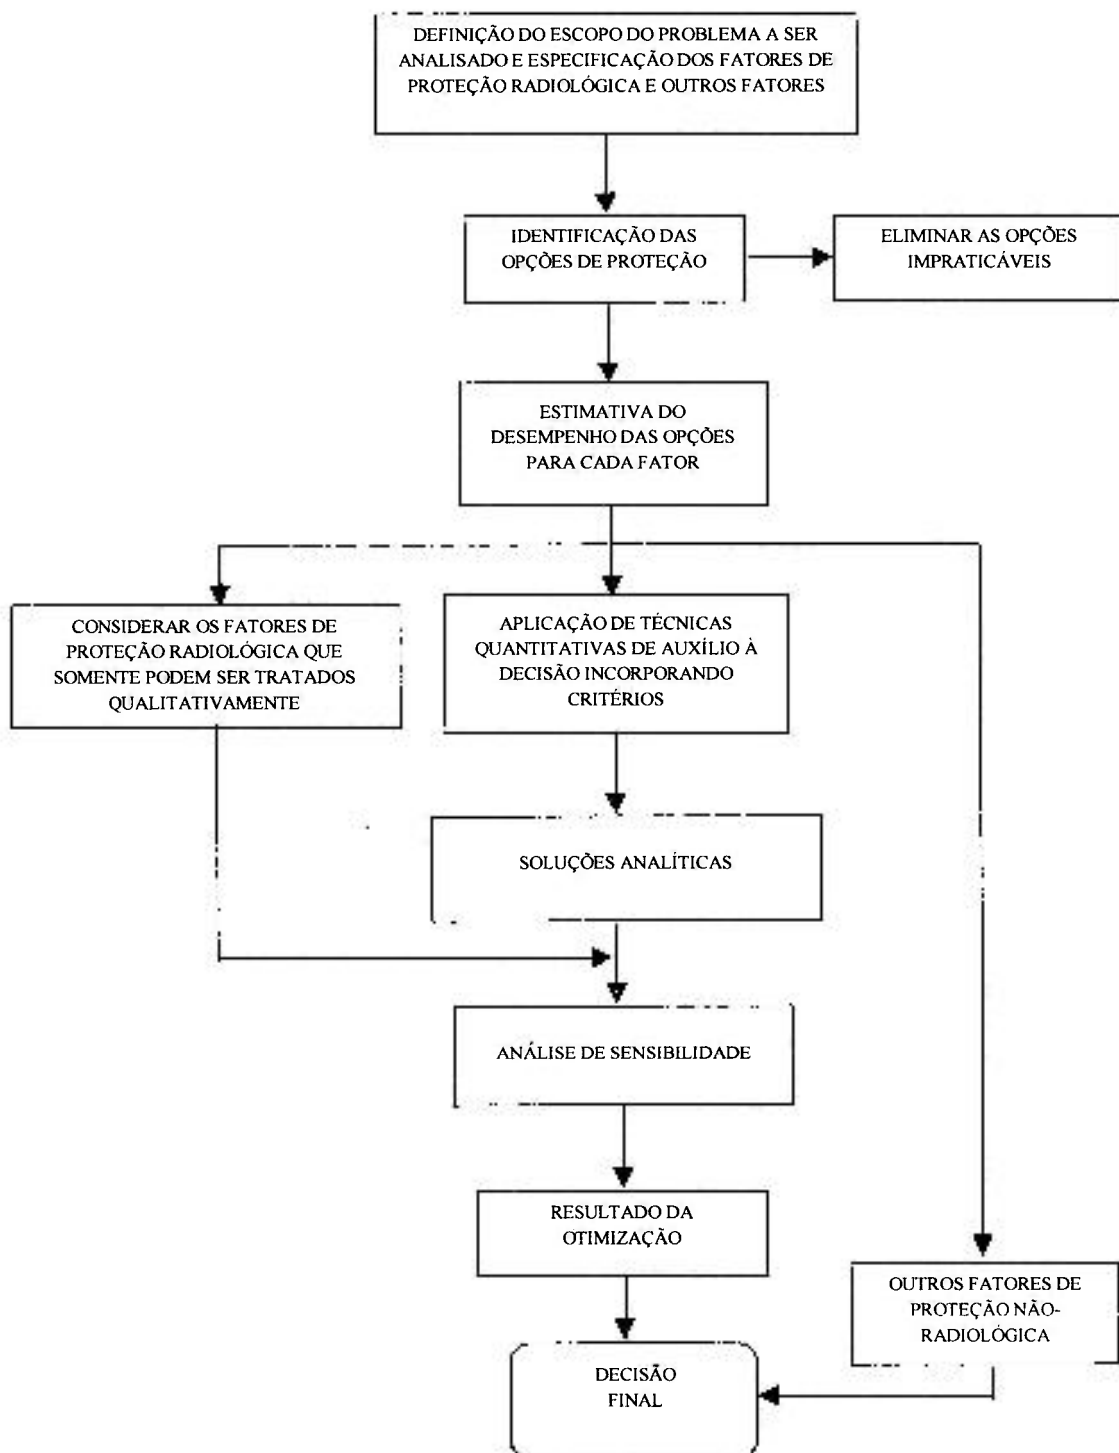 DEFINIÇÃO DO ESCOPO DO PROBLEMA A SER
ANALISADO E ESPECIFICAÇÃO DOS FATORES DE
PROTEÇÃO RADIOLÓGICA E OUTROS FATORES
IDENTIFICAÇÃO DAS
OPÇÕES DE PROTEÇÃO
ELIMINAR AS OPÇÕES
IMPRATICÁVEIS
ESTIMATIVA DO
DESEMPENHO DAS OPÇÕES
PARA CADA FATOR
CONSIDERAR OS FATORES DE
PROTEÇÃO RADIOLÓGICA QUE
SOMENTE PODEM SER TRATADOS
QUALITATIVAMENTE
APLICAÇÃO DE TÉCNICAS
QUANTITATIVAS DE AUXÍLIO À
DECISÃO INCORPORANDO
CRITÉRIOS
SOLUÇÕES ANALÍTICAS
ANÁLISE DE SENSIBILIDADE
RESULTADO DA
OTIMIZAÇÃO
OUTROS FATORES DE
PROTEÇÃO NÃO-
RADIOLÓGICA
DECISÃO
FINAL